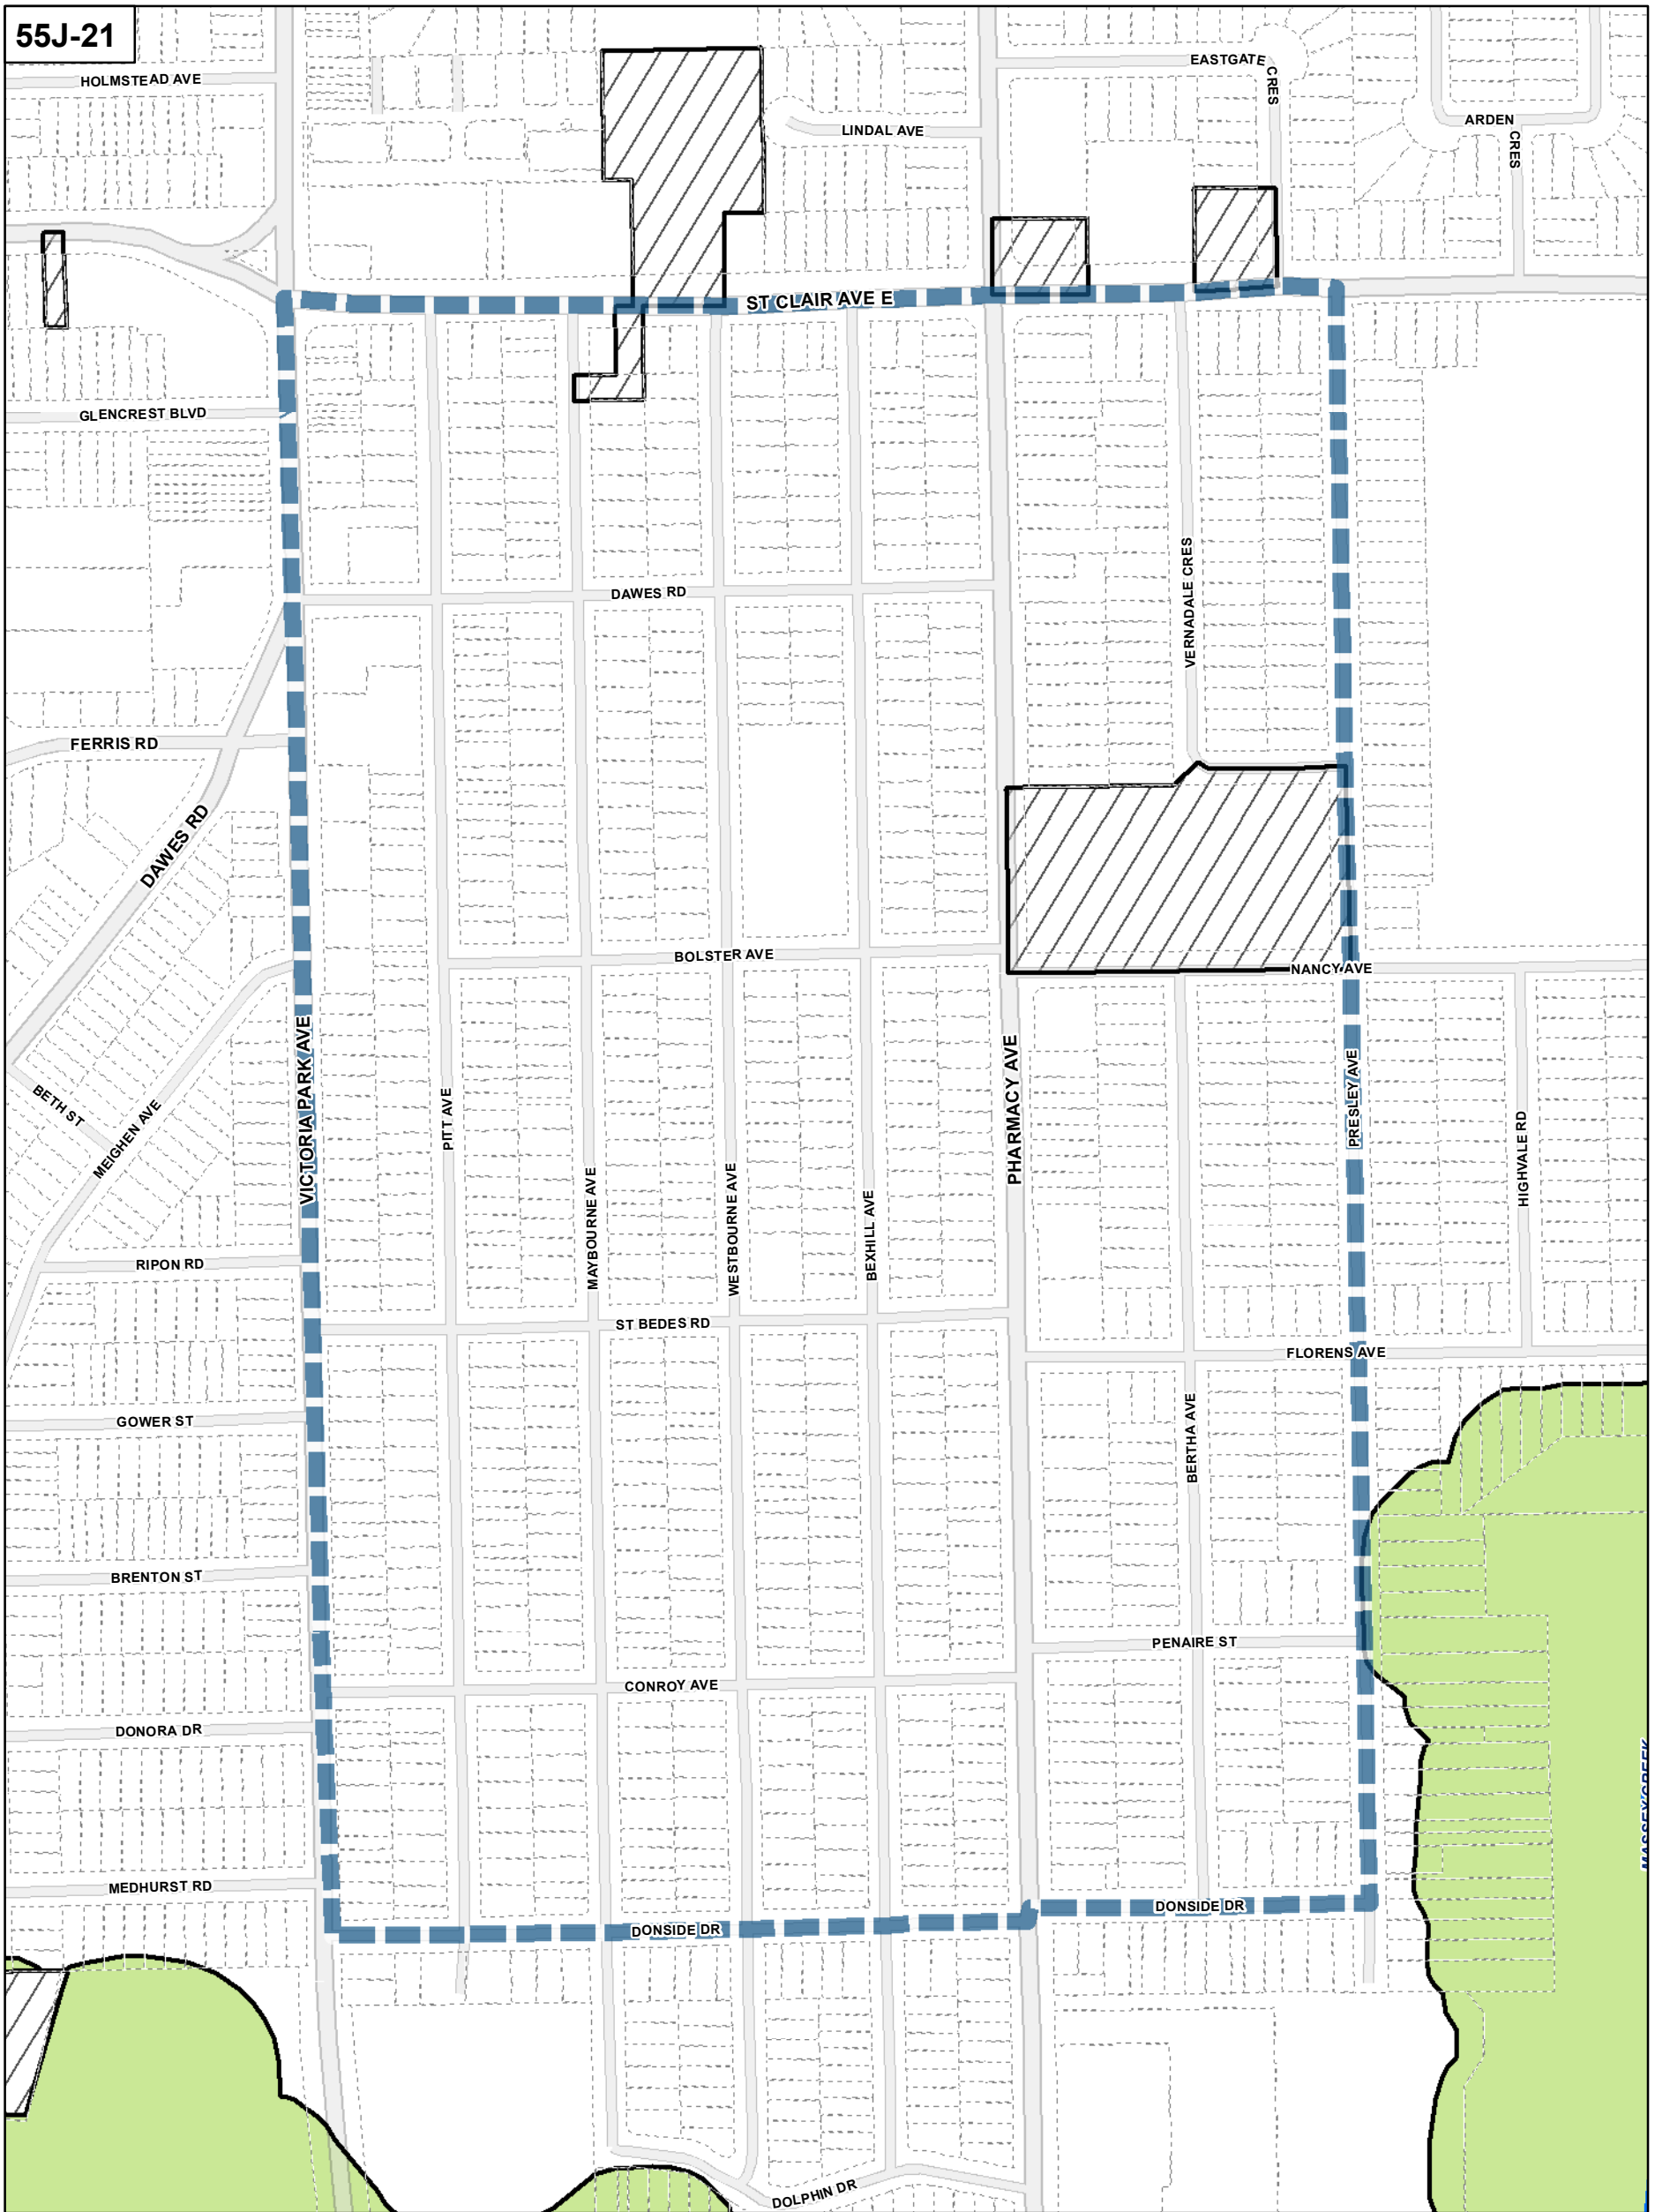 55J-21
HOLMSTEAD AVE
EASTGATE
CRES
ARDEN
CRES
LINDAL AVE
ST CLAIR AVE E
GLENCREST BLVD
DAWES RD
VERNADALE CRES
FERRIS RD
DAWES RD
BOLSTER AVE
NANCY AVE
VICTORIA PARK AVE
PHARMACY AVE
PRESLEY AVE
PITT AVE
BETH ST
MEIGHEN AVE
HIGHVALE RD
MAYBOURNE AVE
WESTBOURNE AVE
BEXHILL AVE
RIPON RD
ST BEDES RD
FLORENS AVE
GOWER ST
BERTHA AVE
BRENTON ST
PENAIRE ST
CONROY AVE
DONORA DR
MASSEY CREEK
MEDHURST RD
DONSIDE DR
DONSIDE DR
DOLPHIN DR